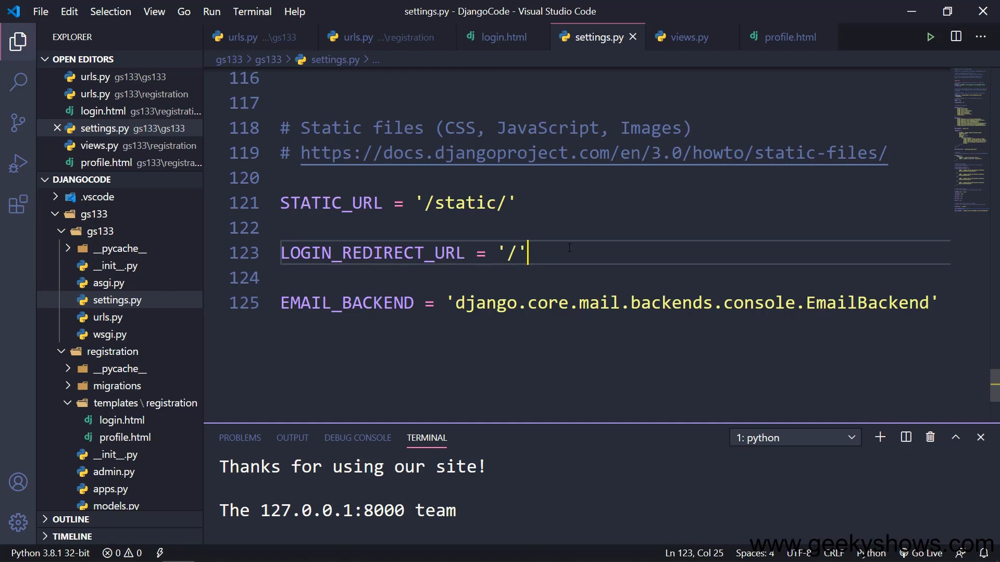 File Edit Selection View Go Run Terminal Help
settings.py - DjangoCode - Visual Studio Code
EXPLORER
OPEN EDITORS
urls.py gs133\gs133
urls.py gs133\registration
login.html gs133\registrati...
settings.py gs133\gs133
views.py gs133\registration
profile.html gs133\registra...
DJANGOCODE
.vscode
gs133
gs133
__pycache__
__init__.py
asgi.py
settings.py
urls.py
wsgi.py
registration
__pycache__
migrations
templates\registration
login.html
profile.html
__init__.py
admin.py
apps.py
models.py
OUTLINE
TIMELINE
urls.py ...\gs133
urls.py ...\registration
login.html
settings.py
views.py
profile.html
gs133 > gs133 > settings.py > ...
116
117
118 # Static files (CSS, JavaScript, Images)
119 # https://docs.djangoproject.com/en/3.0/howto/static-files/
120
121 STATIC_URL = '/static/'
122
123 LOGIN_REDIRECT_URL = '/'
124
125 EMAIL_BACKEND = 'django.core.mail.backends.console.EmailBackend'
PROBLEMS OUTPUT DEBUG CONSOLE TERMINAL
1: python
Thanks for using our site!
The 127.0.0.1:8000 team
www.geekyshows.com
Python 3.8.1 32-bit 0 0
Ln 123, Col 25 Spaces: 4 UTF-8 CRLF Python Go Live